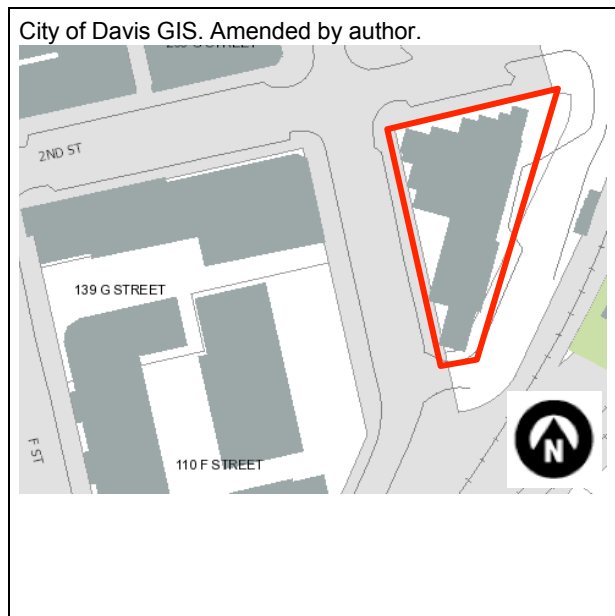 City of Davis GIS. Amended by author.
2ND ST
139 G STREET
F ST
110 F STREET
N